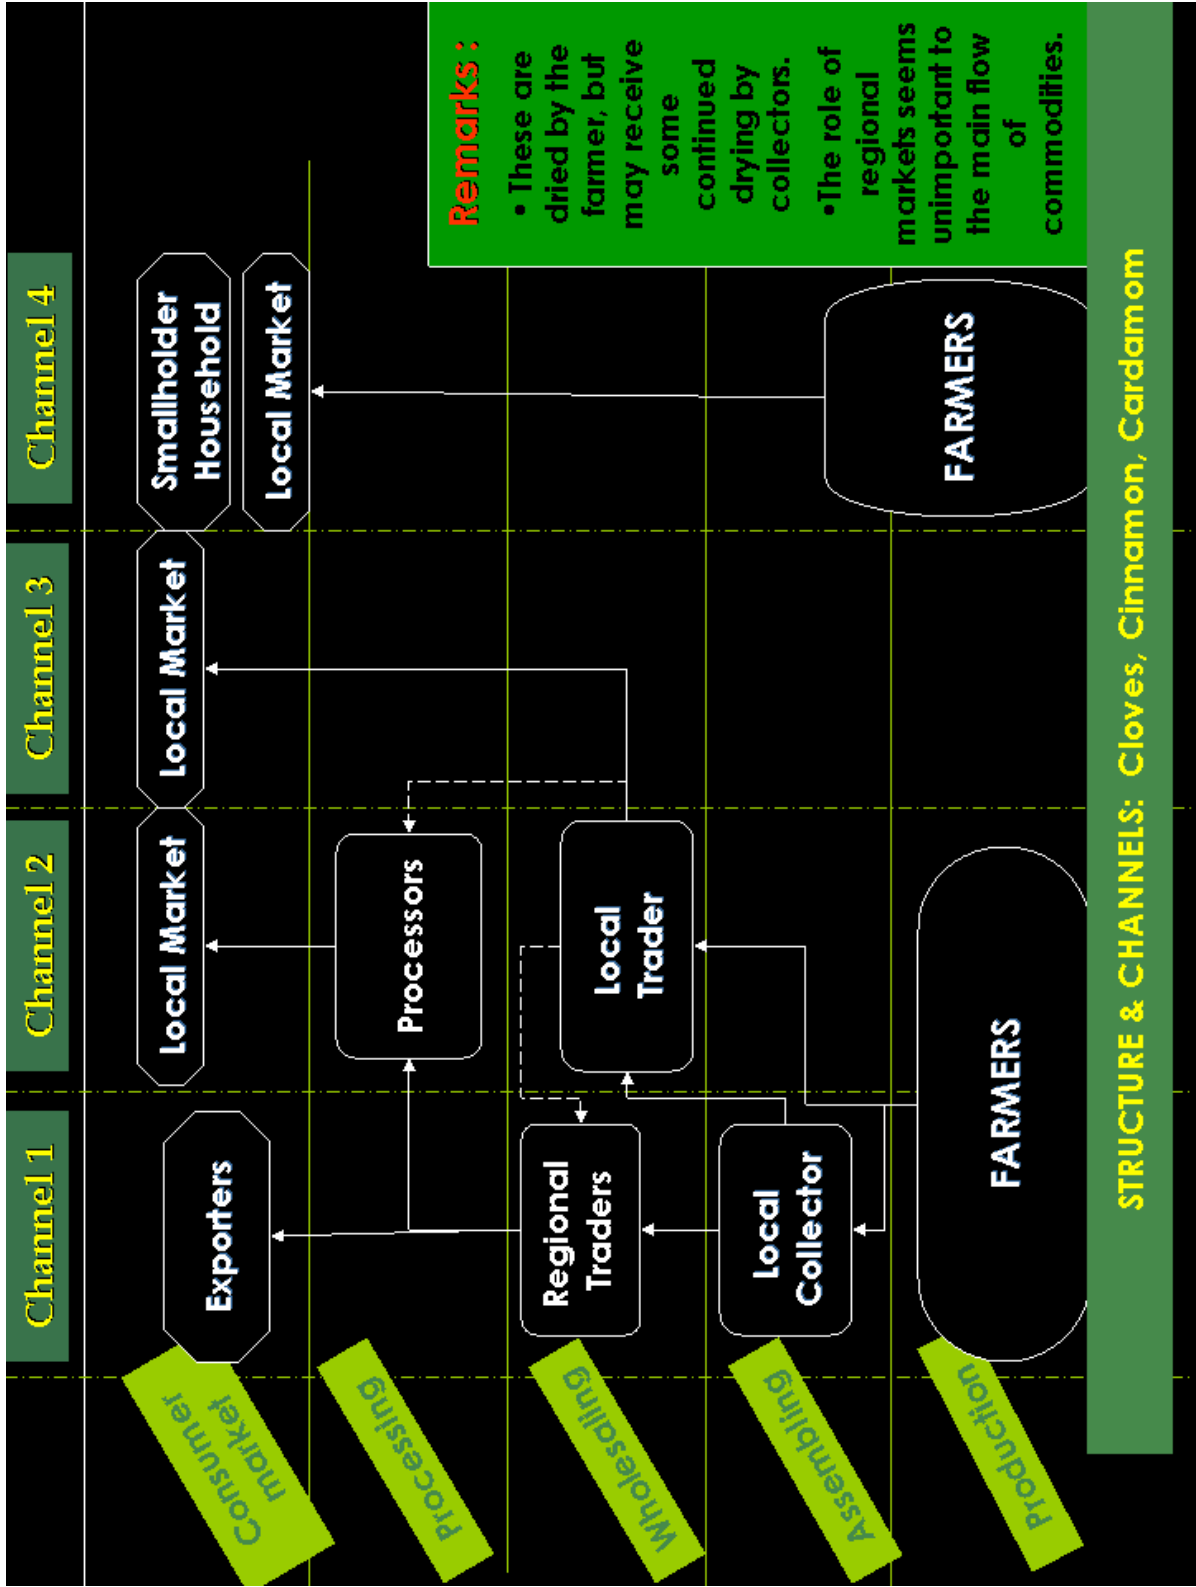 Channel 1
Channel 2
Channel 3
Channel 4
Consumer
market
Exporters
Local Market
Local Market
Smallholder
Household
Local Market
Processing
Processors
Wholesaling
Regional
Traders
Local
Trader
Assembling
Local
Collector
Production
FARMERS
FARMERS
Remarks :
• These are
dried by the
farmer, but
may receive
some
continued
drying by
collectors.
•The role of
regional
markets seems
unimportant to
the main flow
of
commodities.
STRUCTURE & CHANNELS: Cloves, Cinnamon, Cardamom